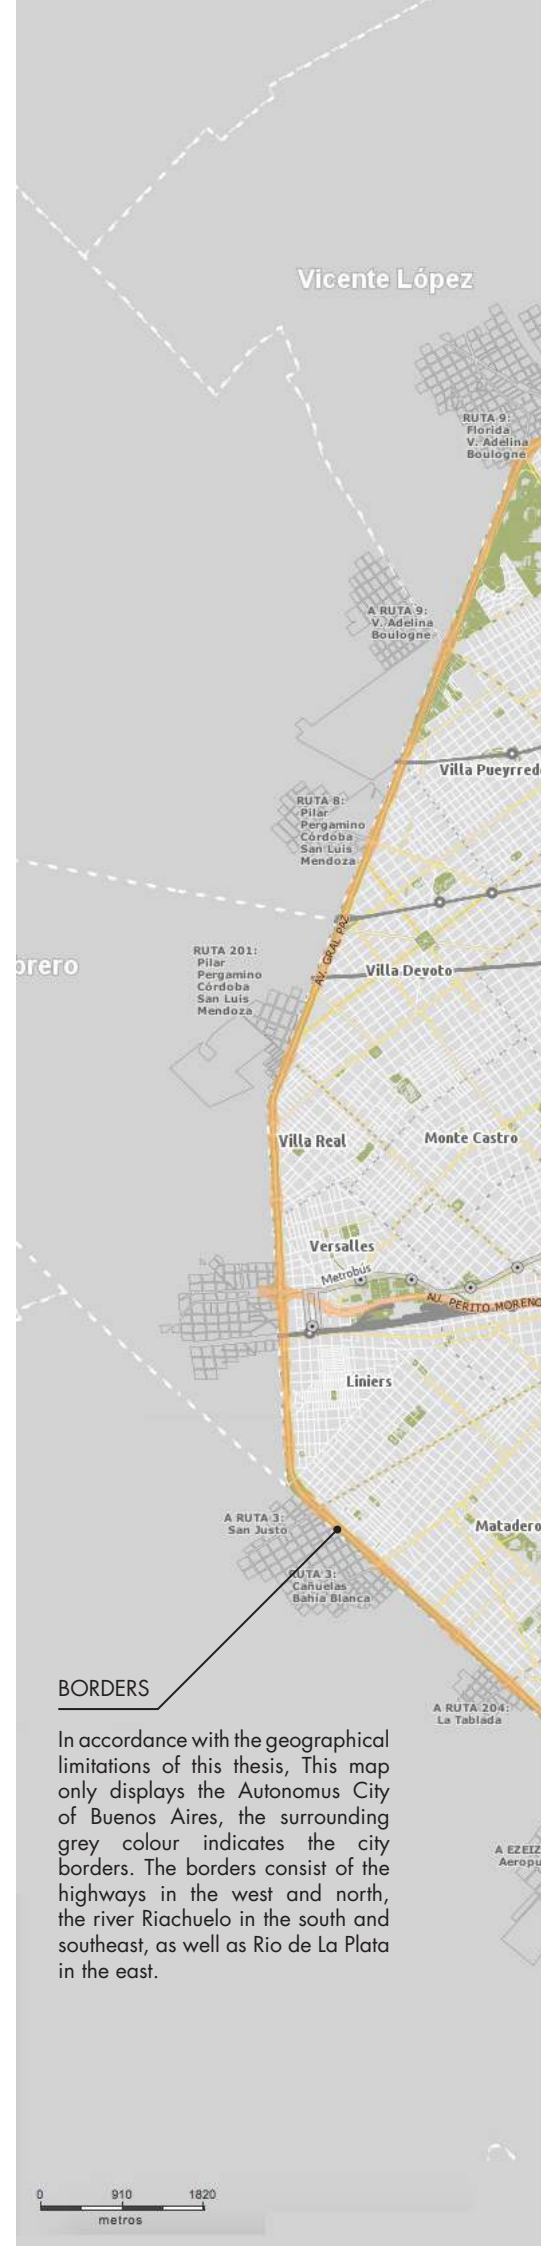 Vicente López
RUTA 9:
Florida
V. Adelina
Boulogne
A RUTA 9:
V. Adelina
Boulogne
Villa Pueyrred
RUTA 8:
Pilar
Pergamino
Córdoba
San Luis
Mendoza
AV. GRAL PAZ
brero
RUTA 201:
Pilar
Pergamino
Córdoba
San Luis
Mendoza
Villa Devoto
Villa Real
Monte Castro
Versalles
Metrobús
AU. PERITO MORENO
Liniers
A RUTA 3:
San Justo
Matadero
RUTA 3:
Cañuelas
Bahía Blanca
BORDERS
A RUTA 204:
La Tablada
In accordance with the geographical
limitations of this thesis, This map
only displays the Autonomus City
of Buenos Aires, the surrounding
grey colour indicates the city
borders. The borders consist of the
highways in the west and north,
the river Riachuelo in the south and
southeast, as well as Rio de La Plata
in the east.
A EZEIZ
Aeropu
0 910 1820
metros